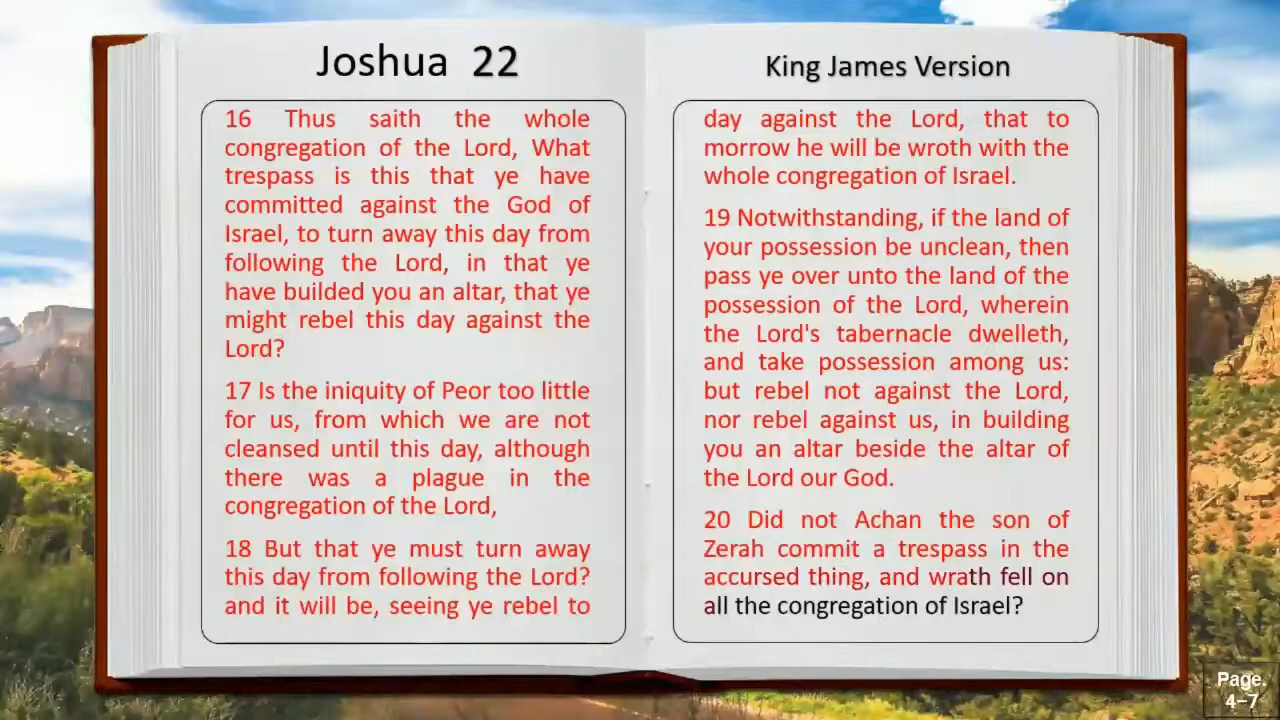 Joshua 22
16 Thus saith the whole
congregation of the Lord, What
trespass is this that ye have
committed against the God of
Israel, to turn away this day from
following the Lord, in that ye
have builded you an altar, that ye
might rebel this day against the
Lord?
17 Is the iniquity of Peor too little
for us, from which we are not
cleansed until this day, although
there was a plague in the
congregation of the Lord,
18 But that ye must turn away
this day from following the Lord?
and it will be, seeing ye rebel to
King James Version
day against the Lord, that to
morrow he will be wroth with the
whole congregation of Israel.
19 Notwithstanding, if the land of
your possession be unclean, then
pass ye over unto the land of the
possession of the Lord, wherein
the Lord's tabernacle dwelleth,
and take possession among us:
but rebel not against the Lord,
nor rebel against us, in building
you an altar beside the altar of
the Lord our God.
20 Did not Achan the son of
Zerah commit a trespass in the
accursed thing, and wrath fell on
all the congregation of Israel?
Page.
4-7